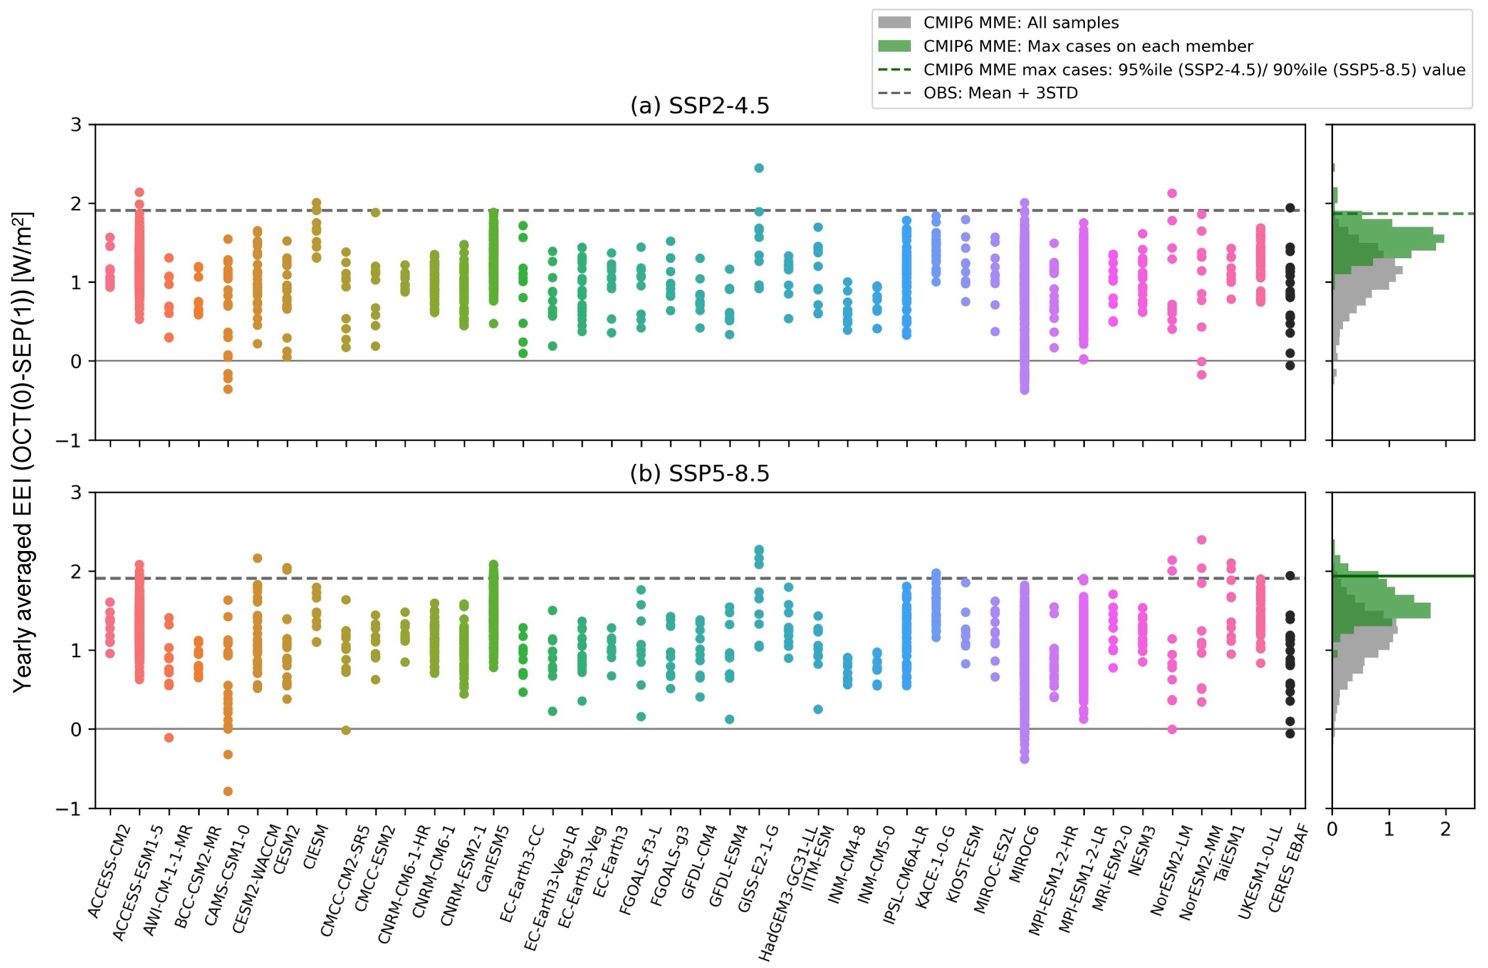 CMIP6 MME: All samples
CMIP6 MME: Max cases on each member
CMIP6 MME max cases: 95%ile (SSP2-4.5)/ 90%ile (SSP5-8.5) value
OBS: Mean + 3STD
(a) SSP2-4.5
3
2
1
0
−1
Yearly averaged EEI (OCT(0)-SEP(1))) [W/m²]
(b) SSP5-8.5
3
2
1
0
−1
0 1 2
ACCESS-CM2
ACCESS-ESM1-5
AWI-CM-1-1-MR
BCC-CSM2-MR
CAMS-CSM1-0
CESM2-WACCM
CESM2
CIESM
CMCC-CM2-SR5
CMCC-ESM2
CNRM-CM6-1-HR
CNRM-CM6-1
CNRM-ESM2-1
CanESM5
EC-Earth3-CC
EC-Earth3-Veg-LR
EC-Earth3-Veg
EC-Earth3
FGOALS-f3-L
FGOALS-g3
GFDL-CM4
GFDL-ESM4
GISS-E2-1-G
HadGEM3-GC31-LL
IITM-ESM
INM-CM4-8
INM-CM5-0
IPSL-CM6A-LR
KACE-1-0-G
KIOST-ESM
MIROC-ES2L
MIROC6
MPI-ESM1-2-HR
MPI-ESM1-2-LR
MRI-ESM2-0
NESM3
NorESM2-LM
NorESM2-MM
TaiESM1
UKESM1-0-LL
CERES EBAF